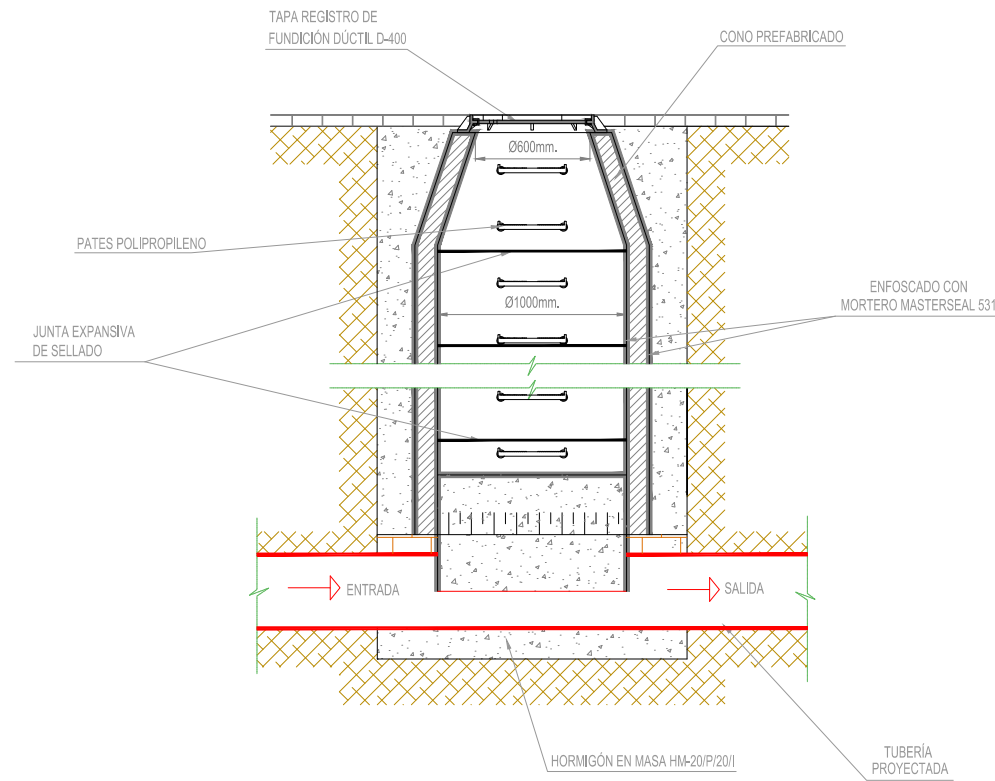 TAPA REGISTRO DE
FUNDICIÓN DÚCTIL D-400
CONO PREFABRICADO
Ø600mm.
PATES POLIPROPILENO
ENFOSCADO CON
MORTERO MASTERSEAL 531
Ø1000mm.
JUNTA EXPANSIVA
DE SELLADO
ENTRADA
SALIDA
HORMIGÓN EN MASA HM-20/P/20/I
TUBERÍA
PROYECTADA